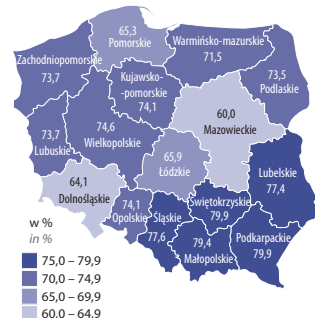 65,3
Pomorskie
Warmińsko-mazurskie
71,5
Zachodniopomorskie
73,7
Kujawsko-
-pomorskie
74,1
73,5
Podlaskie
60,0
Mazowieckie
73,7
Lubuskie
74,6
Wielkopolskie
65,9
Łódzkie
Lubelskie
77,4
64,1
Dolnośląskie
74,1
Opolskie
Śląskie
77,6
Świętokrzyskie
79,9
79,4
Małopolskie
Podkarpackie
79,9
w %
in %
75,0 – 79,9
70,0 – 74,9
65,0 – 69,9
60,0 – 64,9